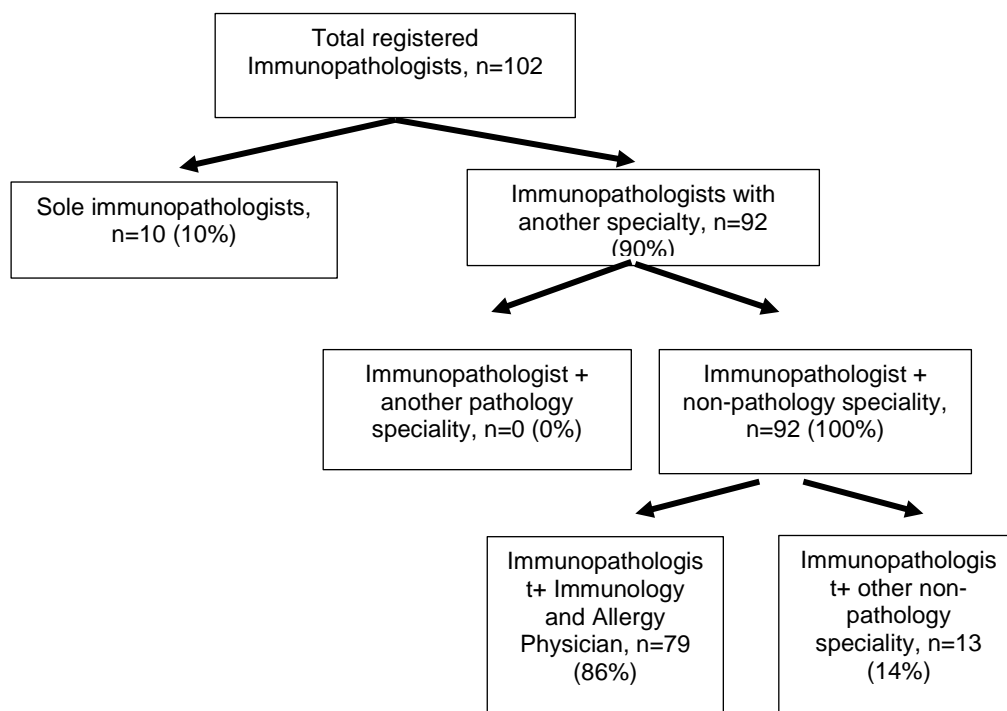 Total registered
Immunopathologists, n=102
Sole immunopathologists,
n=10 (10%)
Immunopathologists with
another specialty, n=92
(90%)
Immunopathologist +
another pathology
speciality, n=0 (0%)
Immunopathologist +
non-pathology speciality,
n=92 (100%)
Immunopathologis
t+ Immunology
and Allergy
Physician, n=79
(86%)
Immunopathologis
t+ other non-
pathology
speciality, n=13
(14%)